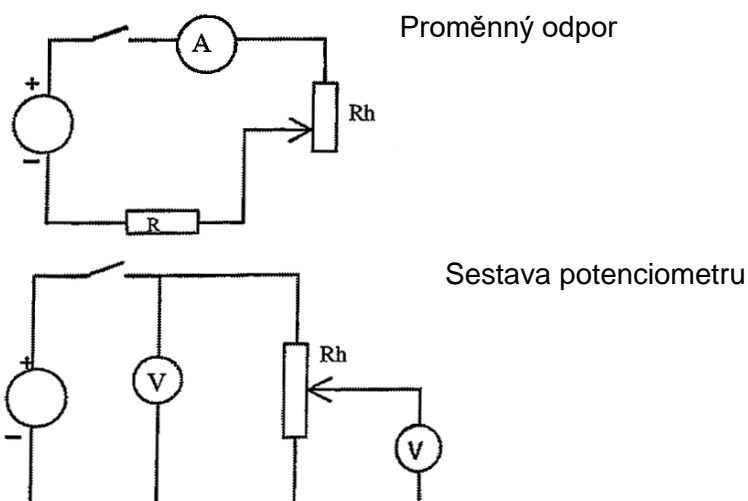 Proměnný odpor
A
+
Rh
−
R
Sestava potenciometru
Rh
+
V
−
V